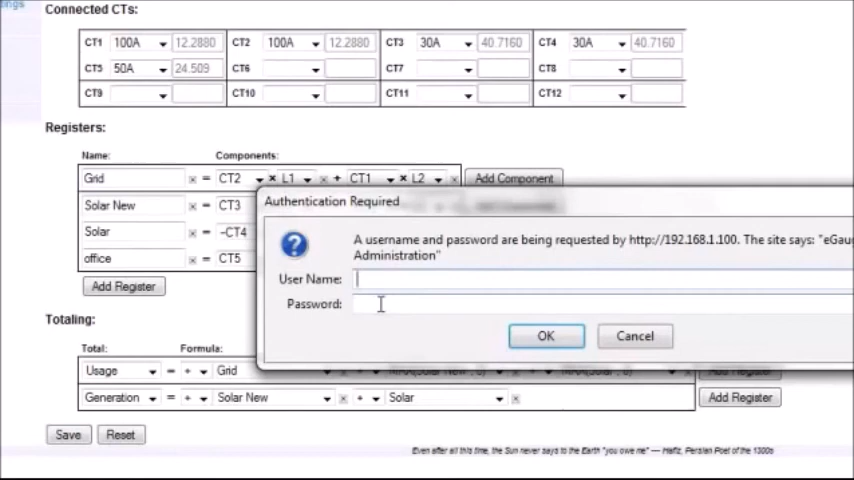 tings
Connected CTs:
CT1 100A 12.2880 CT2 100A 12.2880 CT3 30A 40.7160 CT4 30A 40.7160
CT5 50A 24.509 CT6 CT7 CT8
CT9 CT10 CT11 CT12
Registers:
Name: Components:
Grid × = CT2 × L1 × + CT1 × L2 × Add Component
Solar New × = CT3
Solar × = -CT4
office × = CT5
Add Register
Authentication Required
A username and password are being requested by http://192.168.1.100. The site says: "eGau
Administration"
User Name:
Password:
OK Cancel
Totaling:
Total: Formula:
Usage = + Grid
Generation = + Solar New × + Solar × Add Register
Save Reset
Even after all this time, the Sun never says to the Earth "you owe me" — Hafiz, Persian Poet of the 1300s